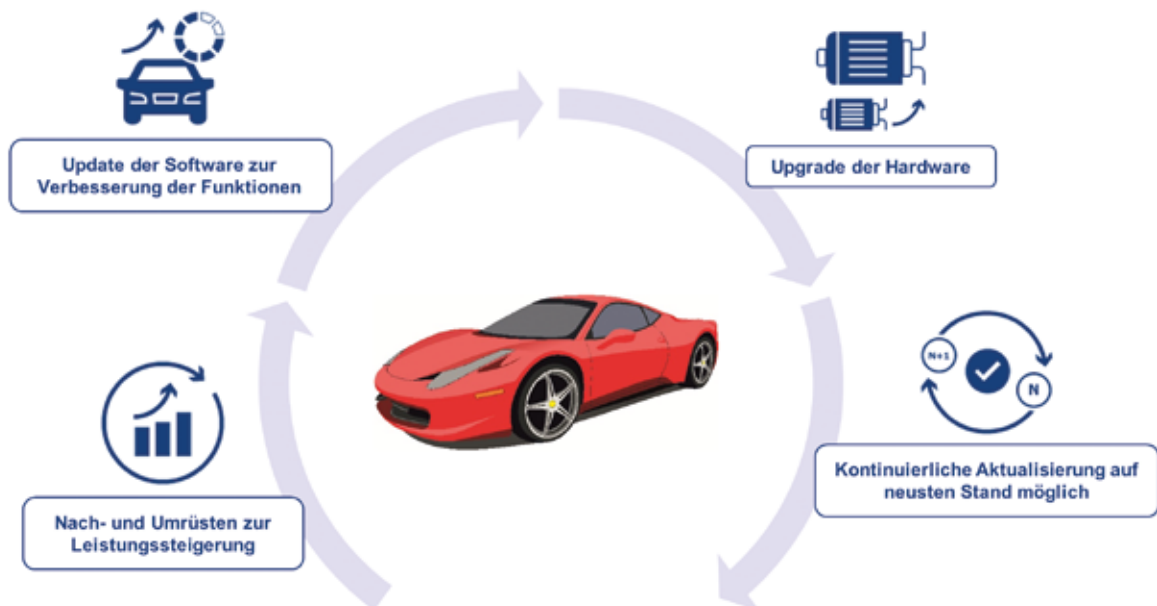 Update der Software zur
Verbesserung der Funktionen
Upgrade der Hardware
N+1
N
Kontinuierliche Aktualisierung auf
neusten Stand möglich
Nach- und Umrüsten zur
Leistungssteigerung